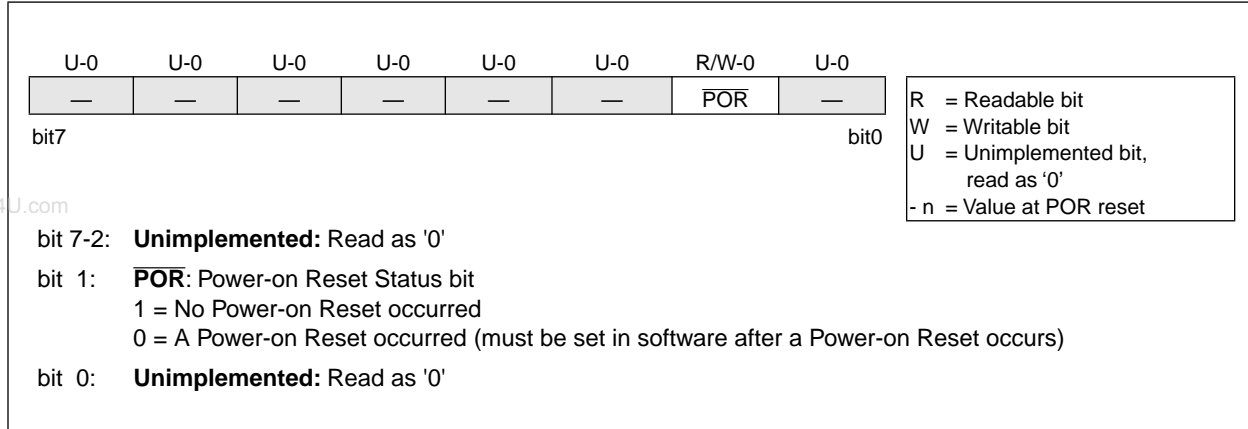 U-0 U-0 U-0 U-0 U-0 U-0 R/W-0 U-0
— — — — — — POR —
bit7 bit0
R = Readable bit
W = Writable bit
U = Unimplemented bit,
read as ‘0’
- n = Value at POR reset
4U.com
bit 7-2: Unimplemented: Read as '0'
bit 1: POR: Power-on Reset Status bit
1 = No Power-on Reset occurred
0 = A Power-on Reset occurred (must be set in software after a Power-on Reset occurs)
bit 0: Unimplemented: Read as '0'